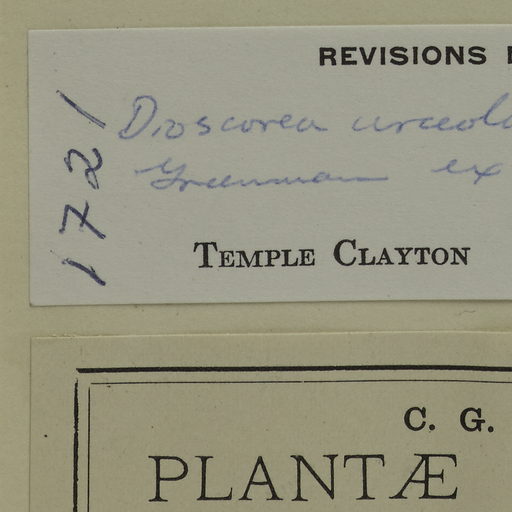 REVISIONS
Dioscorea urceola
Greenman ex
1721
TEMPLE CLAYTON
C. G.
PLANTÆ